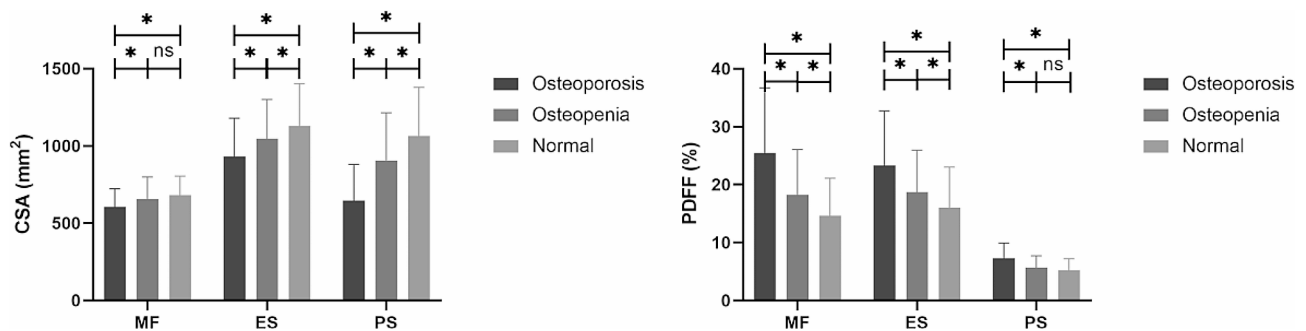 * * *
* ns * * * *
1500
1000
500
0
CSA (mm²)
MF ES PS
Osteoporosis
Osteopenia
Normal
* * *
* * * * * ns
40
30
20
10
0
PDFF (%)
MF ES PS
Osteoporosis
Osteopenia
Normal